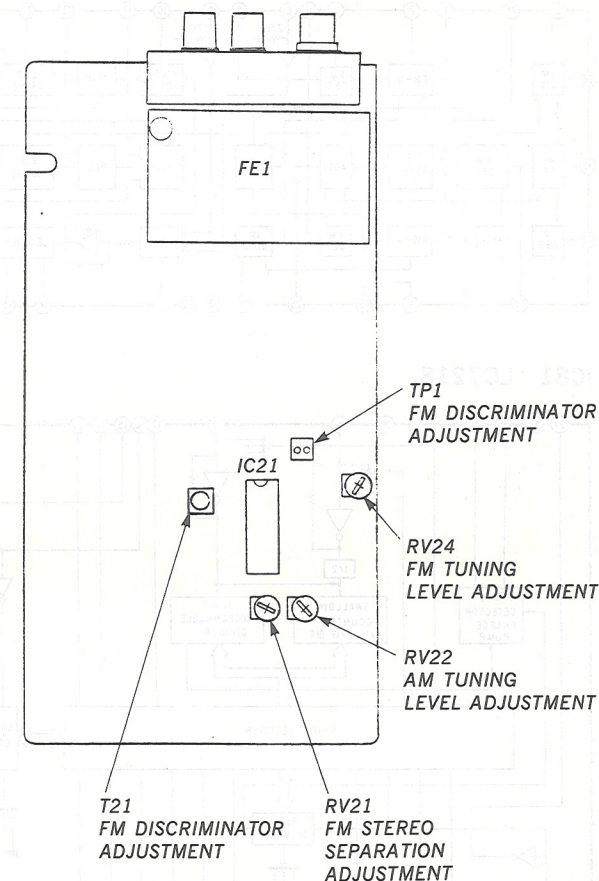 FE1
TP1
FM DISCRIMINATOR
ADJUSTMENT
IC21
RV24
FM TUNING
LEVEL ADJUSTMENT
RV22
AM TUNING
LEVEL ADJUSTMENT
T21
FM DISCRIMINATOR
ADJUSTMENT
RV21
FM STEREO
SEPARATION
ADJUSTMENT